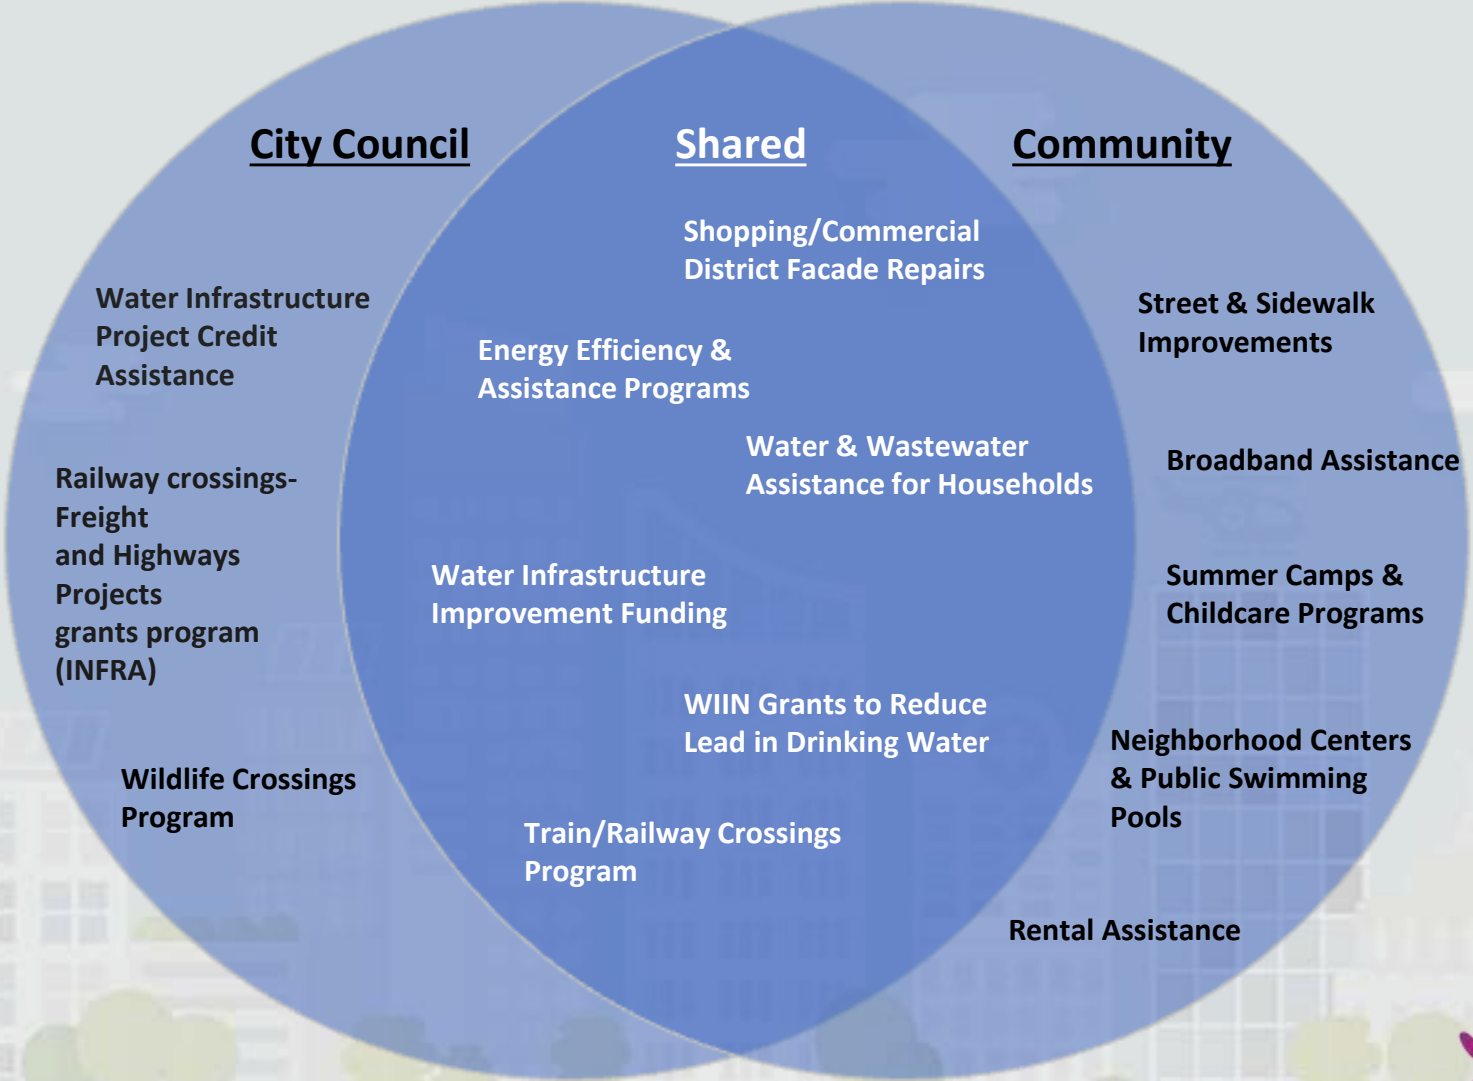 City Council
Water Infrastructure
Project Credit
Assistance
Railway crossings-
Freight
and Highways
Projects
grants program
(INFRA)
Wildlife Crossings
Program
Shared
Shopping/Commercial
District Facade Repairs
Energy Efficiency &
Assistance Programs
Water & Wastewater
Assistance for Households
Water Infrastructure
Improvement Funding
WIIN Grants to Reduce
Lead in Drinking Water
Train/Railway Crossings
Program
Community
Street & Sidewalk
Improvements
Broadband Assistance
Summer Camps &
Childcare Programs
Neighborhood Centers
& Public Swimming
Pools
Rental Assistance